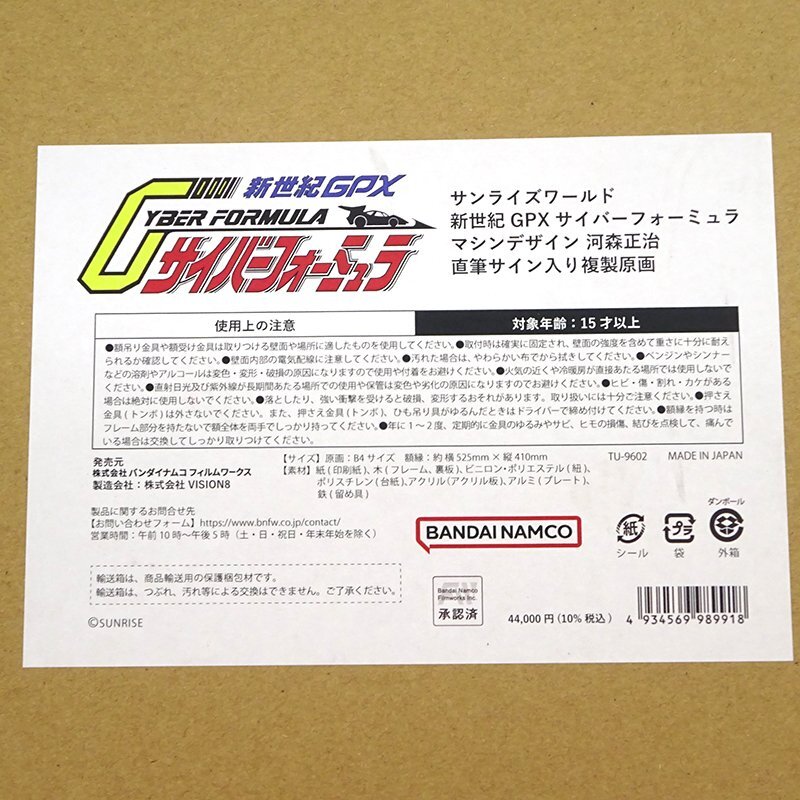 新世紀GPX
CYBER FORMULA
サイバーフォーミュラ
サンライズワールド
新世紀 GPX サイバーフォーミュラ
マシンデザイン 河森正治
直筆サイン入り複製原画
使用上の注意
対象年齢：15才以上
●額吊り金具や額受け金具は取りつける壁面や場所に適したものを使用してください。●取付時は確実に固定され、壁面の強度を含めて重さに十分に耐え
られるか確認してください。●壁面内部の電気配線に注意してください。●汚れた場合は、やわらかい布でから拭きしてください。●ベンジンやシンナー
などの溶剤やアルコールは変色・変形・破損の原因になりますので使用や付着をお避けください。●火気の近くや冷暖房が直接あたる場所では使用しないで
ください。●直射日光及び紫外線が長期間あたる場所での使用や保管は変色や劣化の原因になりますのでお避けください。●ヒビ・傷・割れ・カケがある
場合は絶対に使用しないでください。●落としたり、強い衝撃を受けると破損、変形するおそれがあります。取り扱いには十分ご注意ください。●押さえ
金具(トンボ)は外さないでください。また、押さえ金具(トンボ)、ひも吊り具がゆるんだときはドライバーで締め付けてください。●額縁を持つ時は
フレーム部分を持たないで額全体を両手でしっかり持ってください。●年に1〜2度、定期的に金具のゆるみやサビ、ヒモの損傷、結びを点検して、痛んで
いる場合は交換してしっかり取りつけてください。
発売元
株式会社 バンダイナムコ フィルムワークス
製造会社：株式会社 VISION8
【サイズ】原画：B4サイズ 額縁：約 横 525mm × 縦 410mm
【素材】紙(印刷紙)、木(フレーム、裏板)、ビニロン・ポリエステル(紐)、
ポリスチレン(台紙)、アクリル(アクリル板)、アルミ(プレート)、
鉄(留め具)
TU-9602 MADE IN JAPAN
製品に関するお問合せ先
【お問い合わせフォーム】https://www.bnfw.co.jp/contact/
営業時間：午前10時〜午後5時(土・日・祝日・年末年始を除く)
BANDAI NAMCO
紙
シール
プラ
袋
ダンボール
外箱
輸送箱は、商品輸送用の保護梱包材です。
輸送箱は、つぶれ、汚れ等による交換はできません。ご了承ください。
©SUNRISE
Bandai Namco
Filmworks Inc.
承認済
44,000円(10%税込)
4 934569 989918